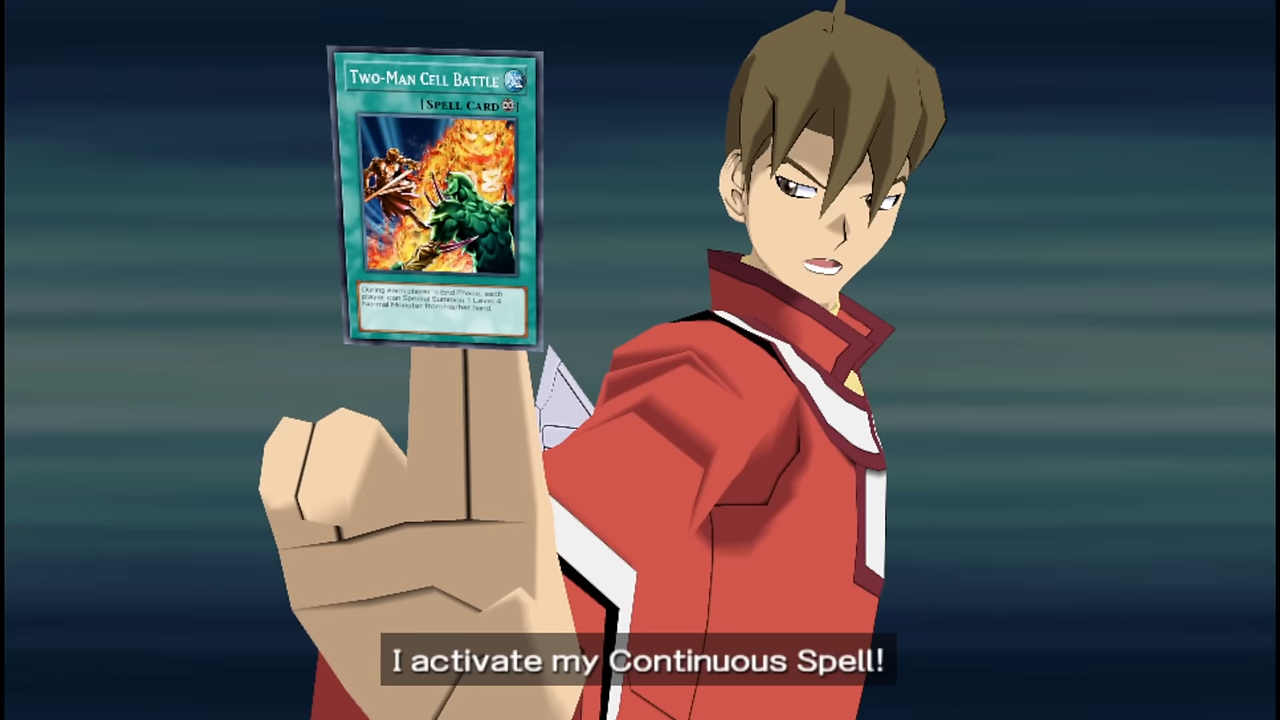 TWO-MAN CELL BATTLE
[SPELL CARD]
During each player's End Phase, each
player can Special Summon 1 Level 4
Normal Monster from his/her hand.
I activate my Continuous Spell!